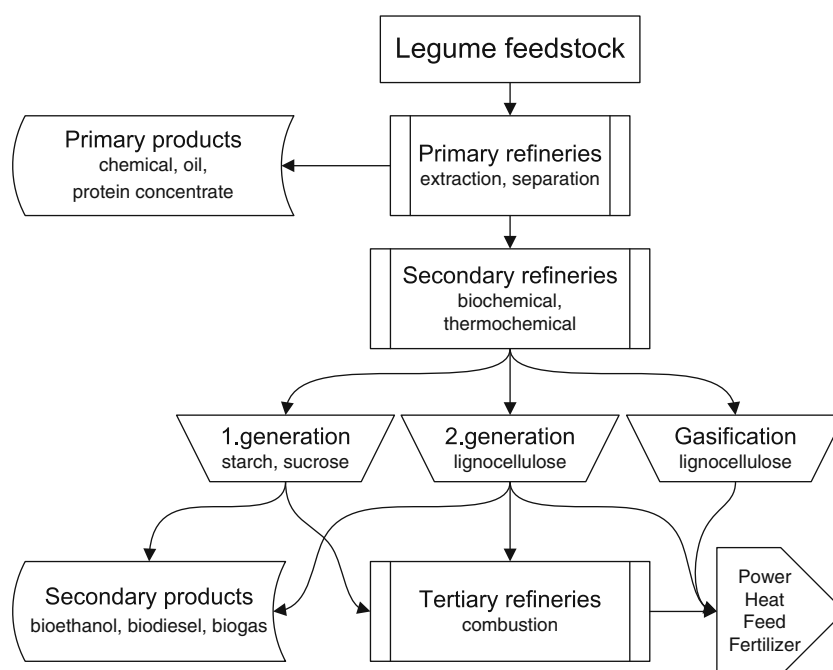 Legume feedstock
Primary products
chemical, oil,
protein concentrate
Primary refineries
extraction, separation
Secondary refineries
biochemical,
thermochemical
1.generation
starch, sucrose
2.generation
lignocellulose
Gasification
lignocellulose
Secondary products
bioethanol, biodiesel, biogas
Tertiary refineries
combustion
Power
Heat
Feed
Fertilizer